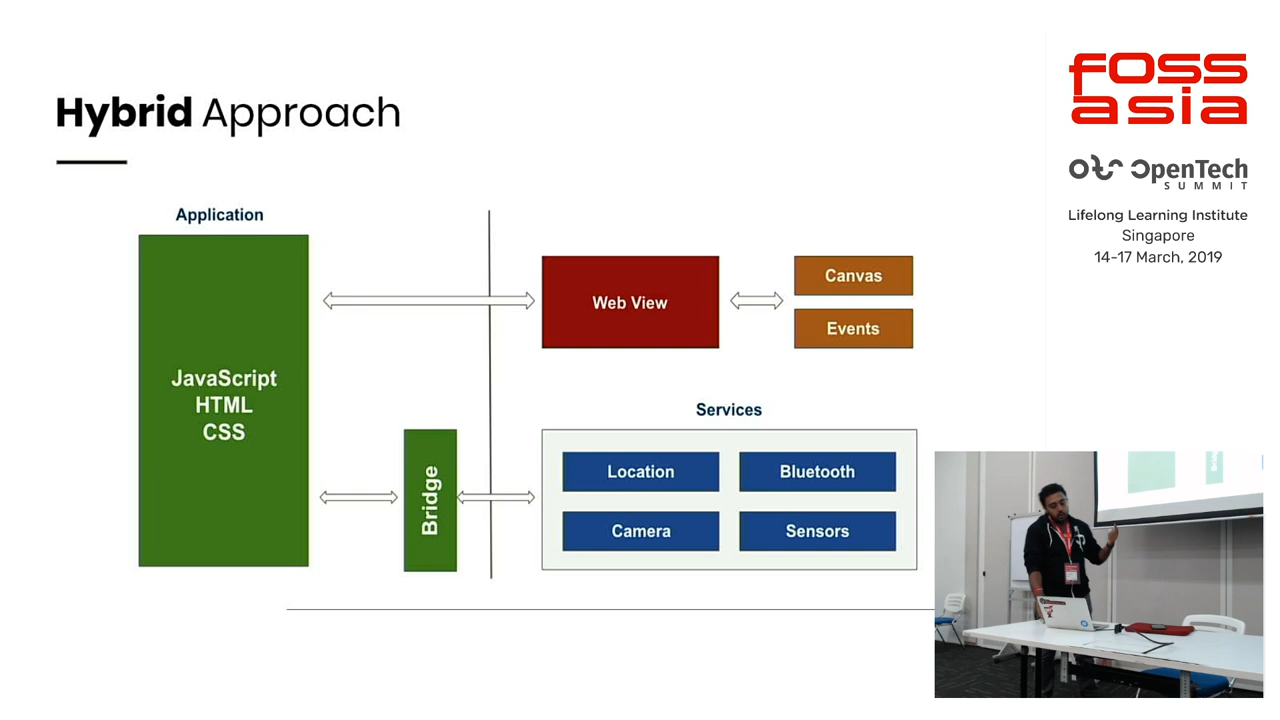 Hybrid Approach
Application
JavaScript
HTML
CSS
Bridge
Web View
Canvas
Events
Services
Location
Bluetooth
Camera
Sensors
foss
asia
OpenTech
SUMMIT
Lifelong Learning Institute
Singapore
14-17 March, 2019